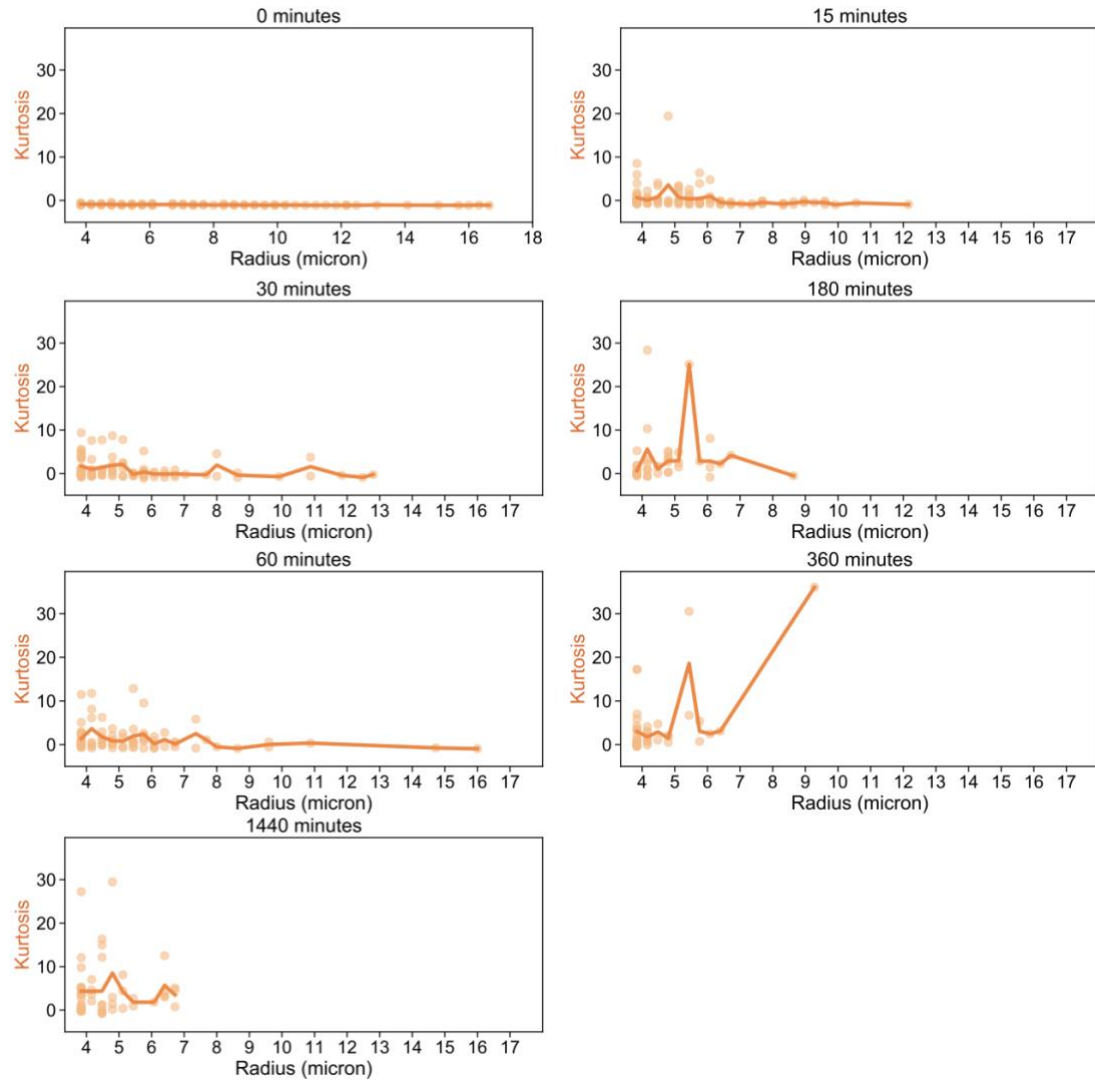 0 minutes
Kurtosis
30
20
10
0
4 6 8 10 12 14 16 18
Radius (micron)
15 minutes
Kurtosis
30
20
10
0
4 5 6 7 8 9 10 11 12 13 14 15 16 17
Radius (micron)
30 minutes
Kurtosis
30
20
10
0
4 5 6 7 8 9 10 11 12 13 14 15 16 17
Radius (micron)
180 minutes
Kurtosis
30
20
10
0
4 5 6 7 8 9 10 11 12 13 14 15 16 17
Radius (micron)
60 minutes
Kurtosis
30
20
10
0
4 5 6 7 8 9 10 11 12 13 14 15 16 17
Radius (micron)
360 minutes
Kurtosis
30
20
10
0
4 5 6 7 8 9 10 11 12 13 14 15 16 17
Radius (micron)
1440 minutes
Kurtosis
30
20
10
0
4 5 6 7 8 9 10 11 12 13 14 15 16 17
Radius (micron)